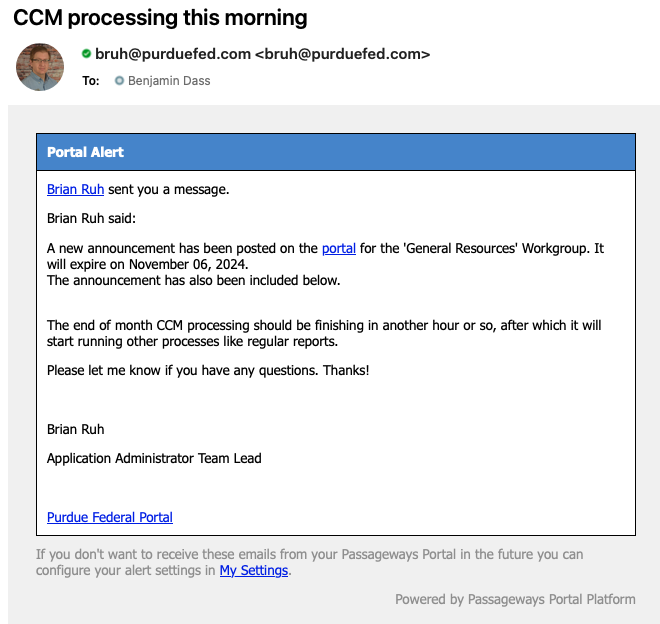 CCM processing this morning
bruh@purduefed.com <bruh@purduefed.com>
To: Benjamin Dass
Portal Alert
Brian Ruh sent you a message.
Brian Ruh said:
A new announcement has been posted on the portal for the 'General Resources' Workgroup. It
will expire on November 06, 2024.
The announcement has also been included below.
The end of month CCM processing should be finishing in another hour or so, after which it will
start running other processes like regular reports.
Please let me know if you have any questions. Thanks!
Brian Ruh
Application Administrator Team Lead
Purdue Federal Portal
If you don't want to receive these emails from your Passageways Portal in the future you can
configure your alert settings in My Settings.
Powered by Passageways Portal Platform